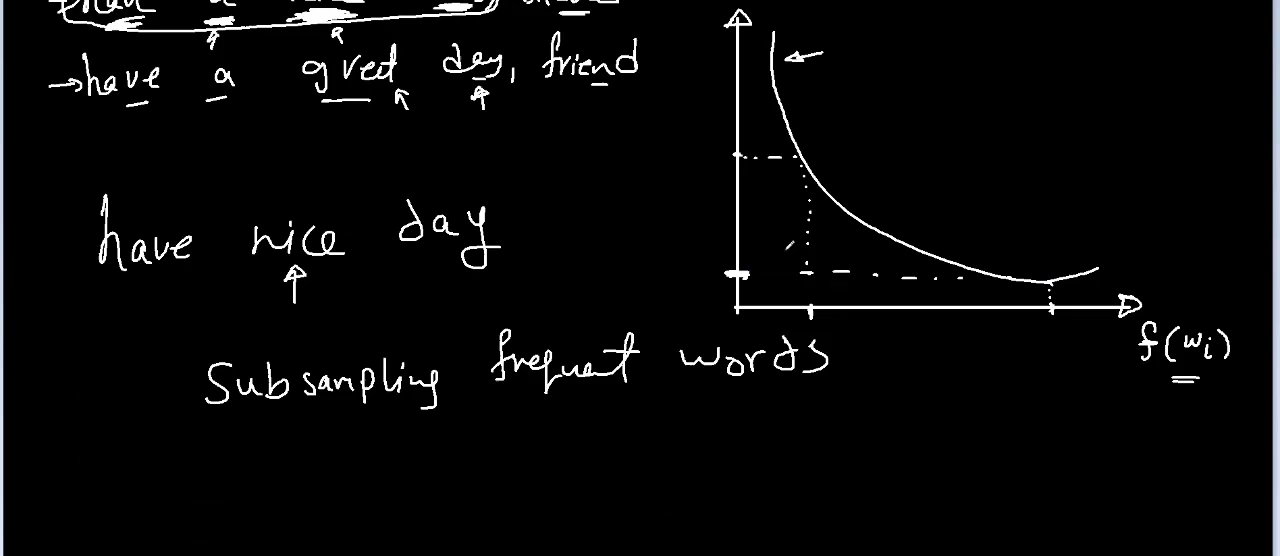 →have a great day, friend
have nice day
Subsampling frequent words
f(wᵢ)